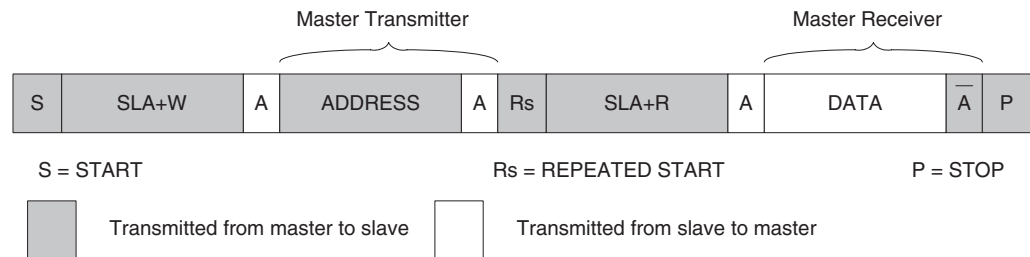 Master Transmitter Master Receiver
S SLA+W A ADDRESS A Rs SLA+R A DATA A̅ P
S = START Rs = REPEATED START P = STOP
Transmitted from master to slave Transmitted from slave to master